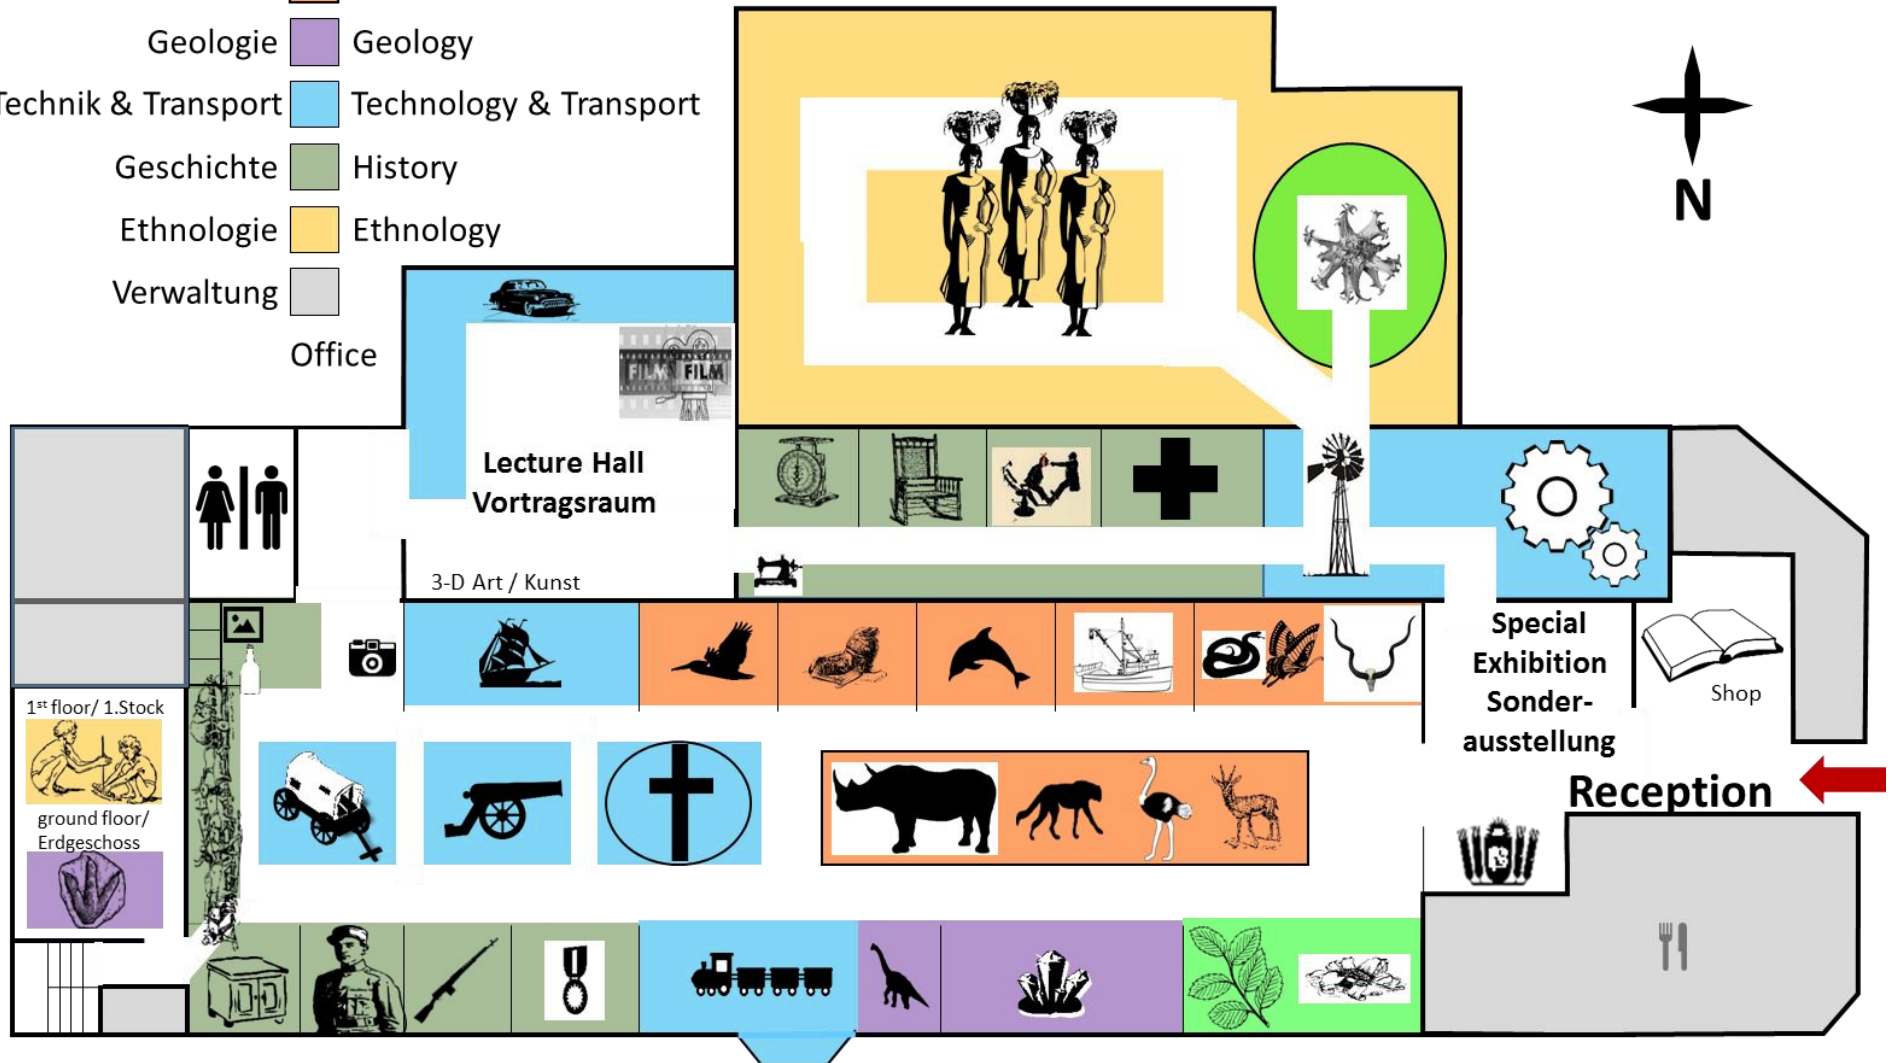 Geologie Geology
Technik & Transport Technology & Transport
Geschichte History
Ethnologie Ethnology
Verwaltung
Office
N
FILM FILM
Lecture Hall
Vortragsraum
3-D Art / Kunst
Special
Exhibition
Sonder-
ausstellung
Shop
Reception
1st floor/ 1.Stock
ground floor/
Erdgeschoss